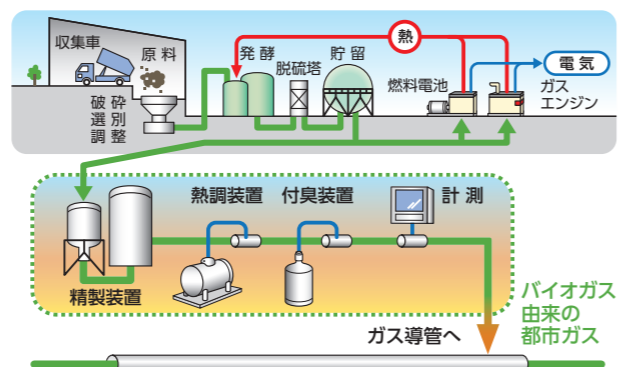 収集車
原料
破砕
選別
調整
発酵
脱硫塔
貯留
熱
燃料電池
電気
ガス
エンジン
熱調装置
付臭装置
計測
精製装置
バイオガス
由来の
都市ガス
ガス導管へ